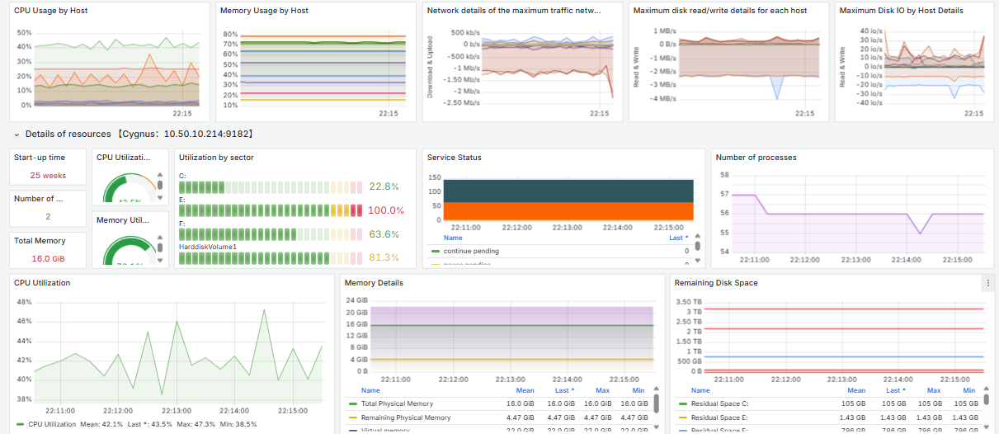 CPU Usage by Host
50%
40%
30%
20%
10%
0%
22:15
Memory Usage by Host
80%
70%
60%
50%
40%
30%
20%
10%
22:15
Network details of the maximum traffic netw...
Download & Upload
500 kb/s
0 b/s
-500 kb/s
-1 Mb/s
-1.50 Mb/s
-2 Mb/s
-2.50 Mb/s
22:15
Maximum disk read/write details for each host
Read & Write
1 MB/s
0 B/s
-1 MB/s
-2 MB/s
-3 MB/s
-4 MB/s
22:15
Maximum Disk IO by Host Details
Read & Write
40 io/s
30 io/s
20 io/s
10 io/s
0 io/s
-10 io/s
-20 io/s
-30 io/s
-40 io/s
22:15
Details of resources 【Cygnus：10.50.10.214:9182】
Start-up time
25 weeks
Number of ...
2
Total Memory
16.0 GiB
CPU Utilizati...
Memory Util...
Utilization by sector
C:
22.8%
E:
100.0%
F:
63.6%
HarddiskVolume1
81.3%
Service Status
150
100
50
0
22:11:00 22:12:00 22:13:00 22:14:00 22:15:00
Name Last *
continue pending 0
pause pending 0
Number of processes
58
57
56
55
54
22:11:00 22:12:00 22:13:00 22:14:00 22:15:00
CPU Utilization
48%
46%
44%
42%
40%
38%
22:11:00 22:12:00 22:13:00 22:14:00 22:15:00
CPU Utilization Mean: 42.1% Last *: 43.5% Max: 47.3% Min: 38.5%
Memory Details
24 GiB
20 GiB
16 GiB
12 GiB
8 GiB
4 GiB
0 B
22:11:00 22:12:00 22:13:00 22:14:00 22:15:00
Name Mean Last * Max Min
Total Physical Memory 16.0 GiB 16.0 GiB 16.0 GiB 16.0 GiB
Remaining Physical Memory 4.47 GiB 4.47 GiB 4.47 GiB 4.47 GiB
Virtual memory 22.0 GiB 22.0 GiB 22.0 GiB 22.0 GiB
Remaining Disk Space
3.50 TB
3 TB
2.50 TB
2 TB
1.50 TB
1 TB
500 GB
0 B
22:11:00 22:12:00 22:13:00 22:14:00 22:15:00
Name Mean Last * Max Min
Residual Space C: 105 GB 105 GB 105 GB 105 GB
Residual Space E: 1.43 GB 1.43 GB 1.43 GB 1.43 GB
Residual Space F: 796 GB 796 GB 796 GB 796 GB